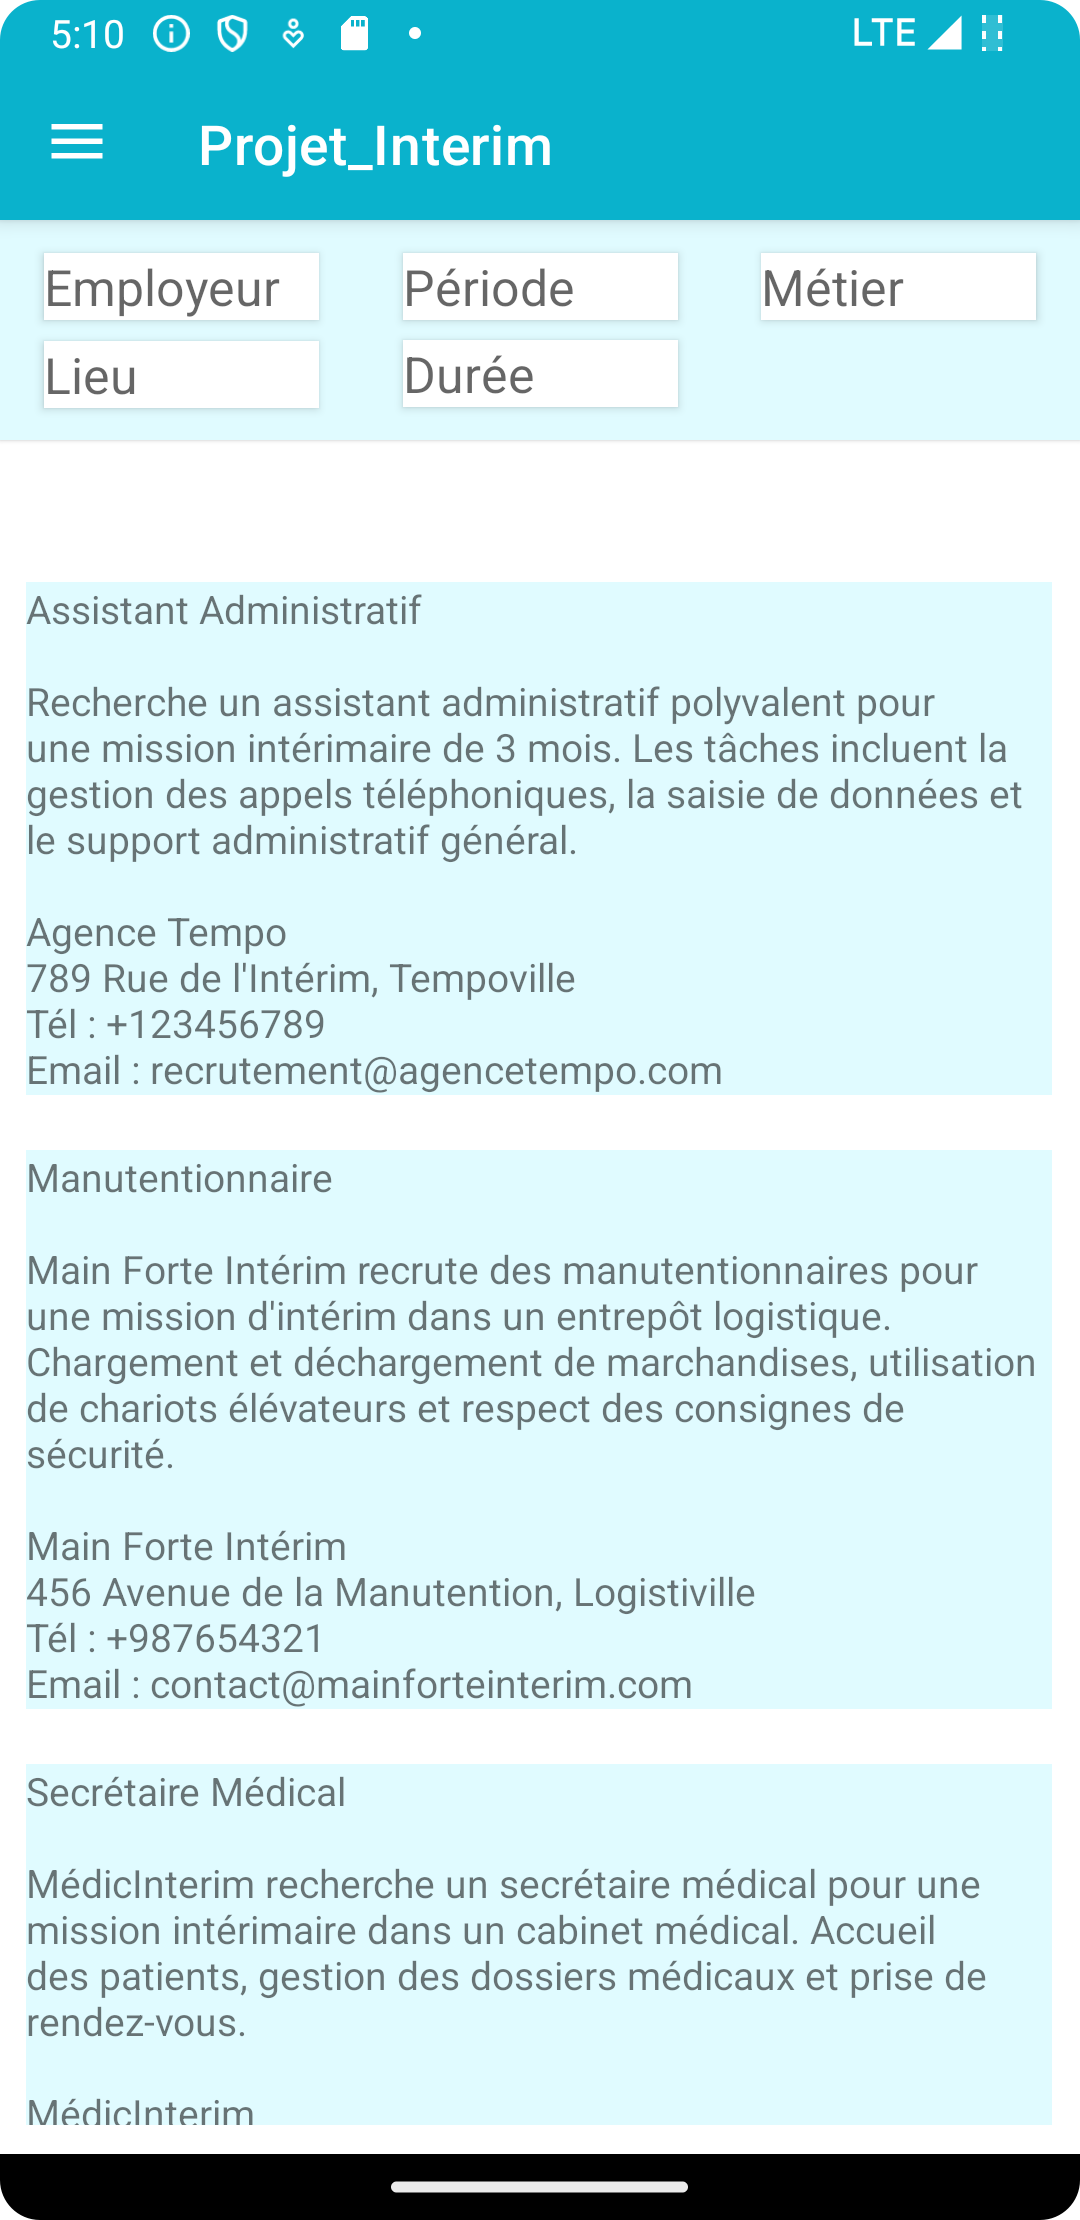 5:10 LTE
Projet_Interim
Employeur Période Métier
Lieu Durée
Assistant Administratif
Recherche un assistant administratif polyvalent pour
une mission intérimaire de 3 mois. Les tâches incluent la
gestion des appels téléphoniques, la saisie de données et
le support administratif général.
Agence Tempo
789 Rue de l'Intérim, Tempoville
Tél : +123456789
Email : recrutement@agencetempo.com
Manutentionnaire
Main Forte Intérim recrute des manutentionnaires pour
une mission d'intérim dans un entrepôt logistique.
Chargement et déchargement de marchandises, utilisation
de chariots élévateurs et respect des consignes de
sécurité.
Main Forte Intérim
456 Avenue de la Manutention, Logistiville
Tél : +987654321
Email : contact@mainforteinterim.com
Secrétaire Médical
MédicInterim recherche un secrétaire médical pour une
mission intérimaire dans un cabinet médical. Accueil
des patients, gestion des dossiers médicaux et prise de
rendez-vous.
MédicInterim